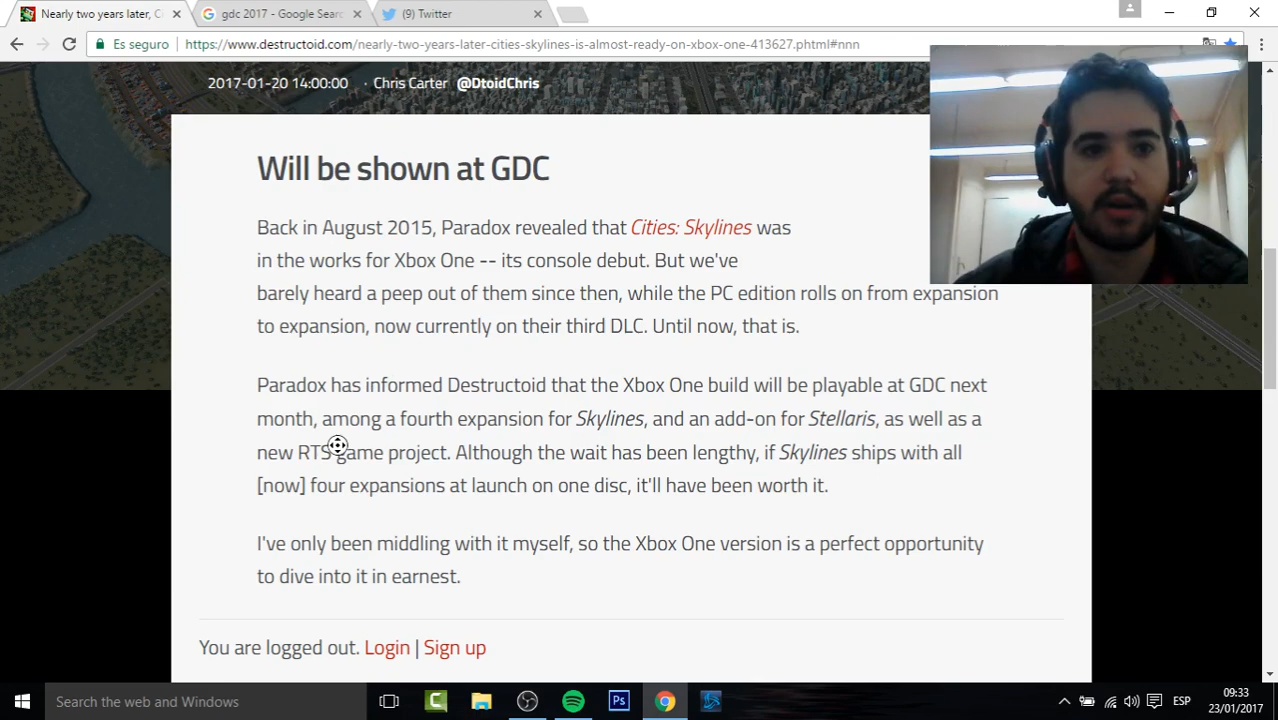 Nearly two years later, C
gdc 2017 - Google Searc
(9) Twitter
Es seguro
https://www.destructoid.com/nearly-two-years-later-cities-skylines-is-almost-ready-on-xbox-one-413627.phtml#nnn
2017-01-20 14:00:00 · Chris Carter @DtoidChris
Will be shown at GDC
Back in August 2015, Paradox revealed that Cities: Skylines was
in the works for Xbox One -- its console debut. But we've
barely heard a peep out of them since then, while the PC edition rolls on from expansion
to expansion, now currently on their third DLC. Until now, that is.
Paradox has informed Destructoid that the Xbox One build will be playable at GDC next
month, among a fourth expansion for Skylines, and an add-on for Stellaris, as well as a
new RTS game project. Although the wait has been lengthy, if Skylines ships with all
[now] four expansions at launch on one disc, it'll have been worth it.
I've only been middling with it myself, so the Xbox One version is a perfect opportunity
to dive into it in earnest.
You are logged out. Login | Sign up
Search the web and Windows
Ps
ESP
09:33
23/01/2017